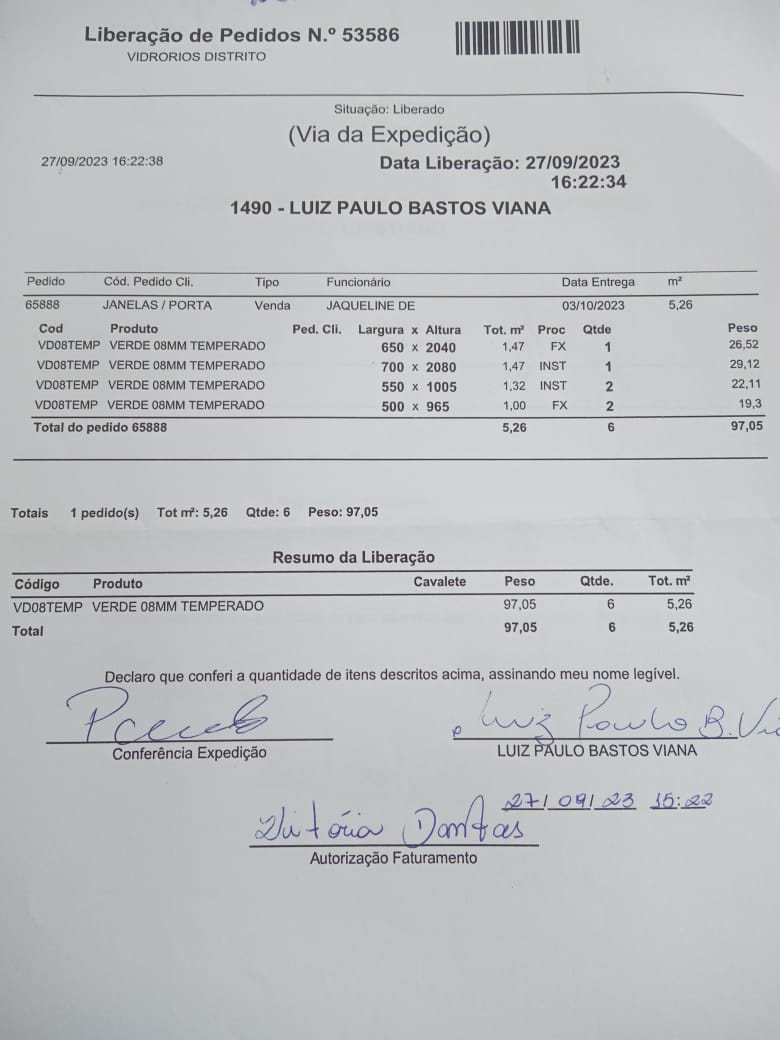 Liberação de Pedidos N.º 53586
VIDRORIOS DISTRITO
Situação: Liberado
(Via da Expedição)
27/09/2023 16:22:38 Data Liberação: 27/09/2023
16:22:34
1490 - LUIZ PAULO BASTOS VIANA
Pedido Cód. Pedido Cli. Tipo Funcionário Data Entrega m²
65888 JANELAS / PORTA Venda JAQUELINE DE 03/10/2023 5,26
Cod Produto Ped. Cli. Largura x Altura Tot. m² Proc Qtde Peso
VD08TEMP VERDE 08MM TEMPERADO 650 x 2040 1,47 FX 1 26,52
VD08TEMP VERDE 08MM TEMPERADO 700 x 2080 1,47 INST 1 29,12
VD08TEMP VERDE 08MM TEMPERADO 550 x 1005 1,32 INST 2 22,11
VD08TEMP VERDE 08MM TEMPERADO 500 x 965 1,00 FX 2 19,3
Total do pedido 65888 5,26 6 97,05
Totais 1 pedido(s) Tot m²: 5,26 Qtde: 6 Peso: 97,05
Resumo da Liberação
Código Produto Cavalete Peso Qtde. Tot. m²
VD08TEMP VERDE 08MM TEMPERADO 97,05 6 5,26
Total 97,05 6 5,26
Declaro que conferi a quantidade de itens descritos acima, assinando meu nome legível.
Luiz Paulo B. Vi
Conferência Expedição LUIZ PAULO BASTOS VIANA
27/09/23 15:22
Vitória Dantas
Autorização Faturamento